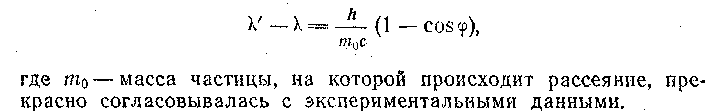 λ′ — λ = h/m₀c (1 — cos φ),
где m₀ — масса частицы, на которой происходит рассеяние, пре-
красно согласовывалась с экспериментальными данными.